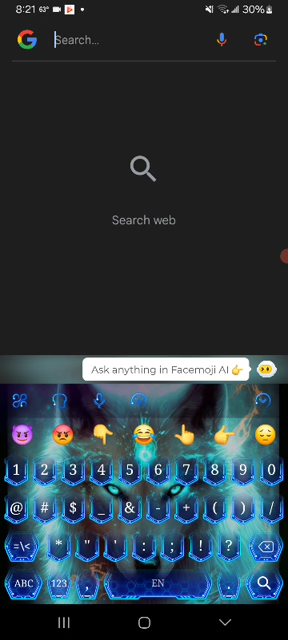 8:21 63° 30%
Search...
Search web
Ask anything in Facemoji AI 👉
1 2 3 4 5 6 7 8 9 0
@ # $ _ & - + ( ) /
=\< * " ' : ; ! ?
ABC 123 , EN .